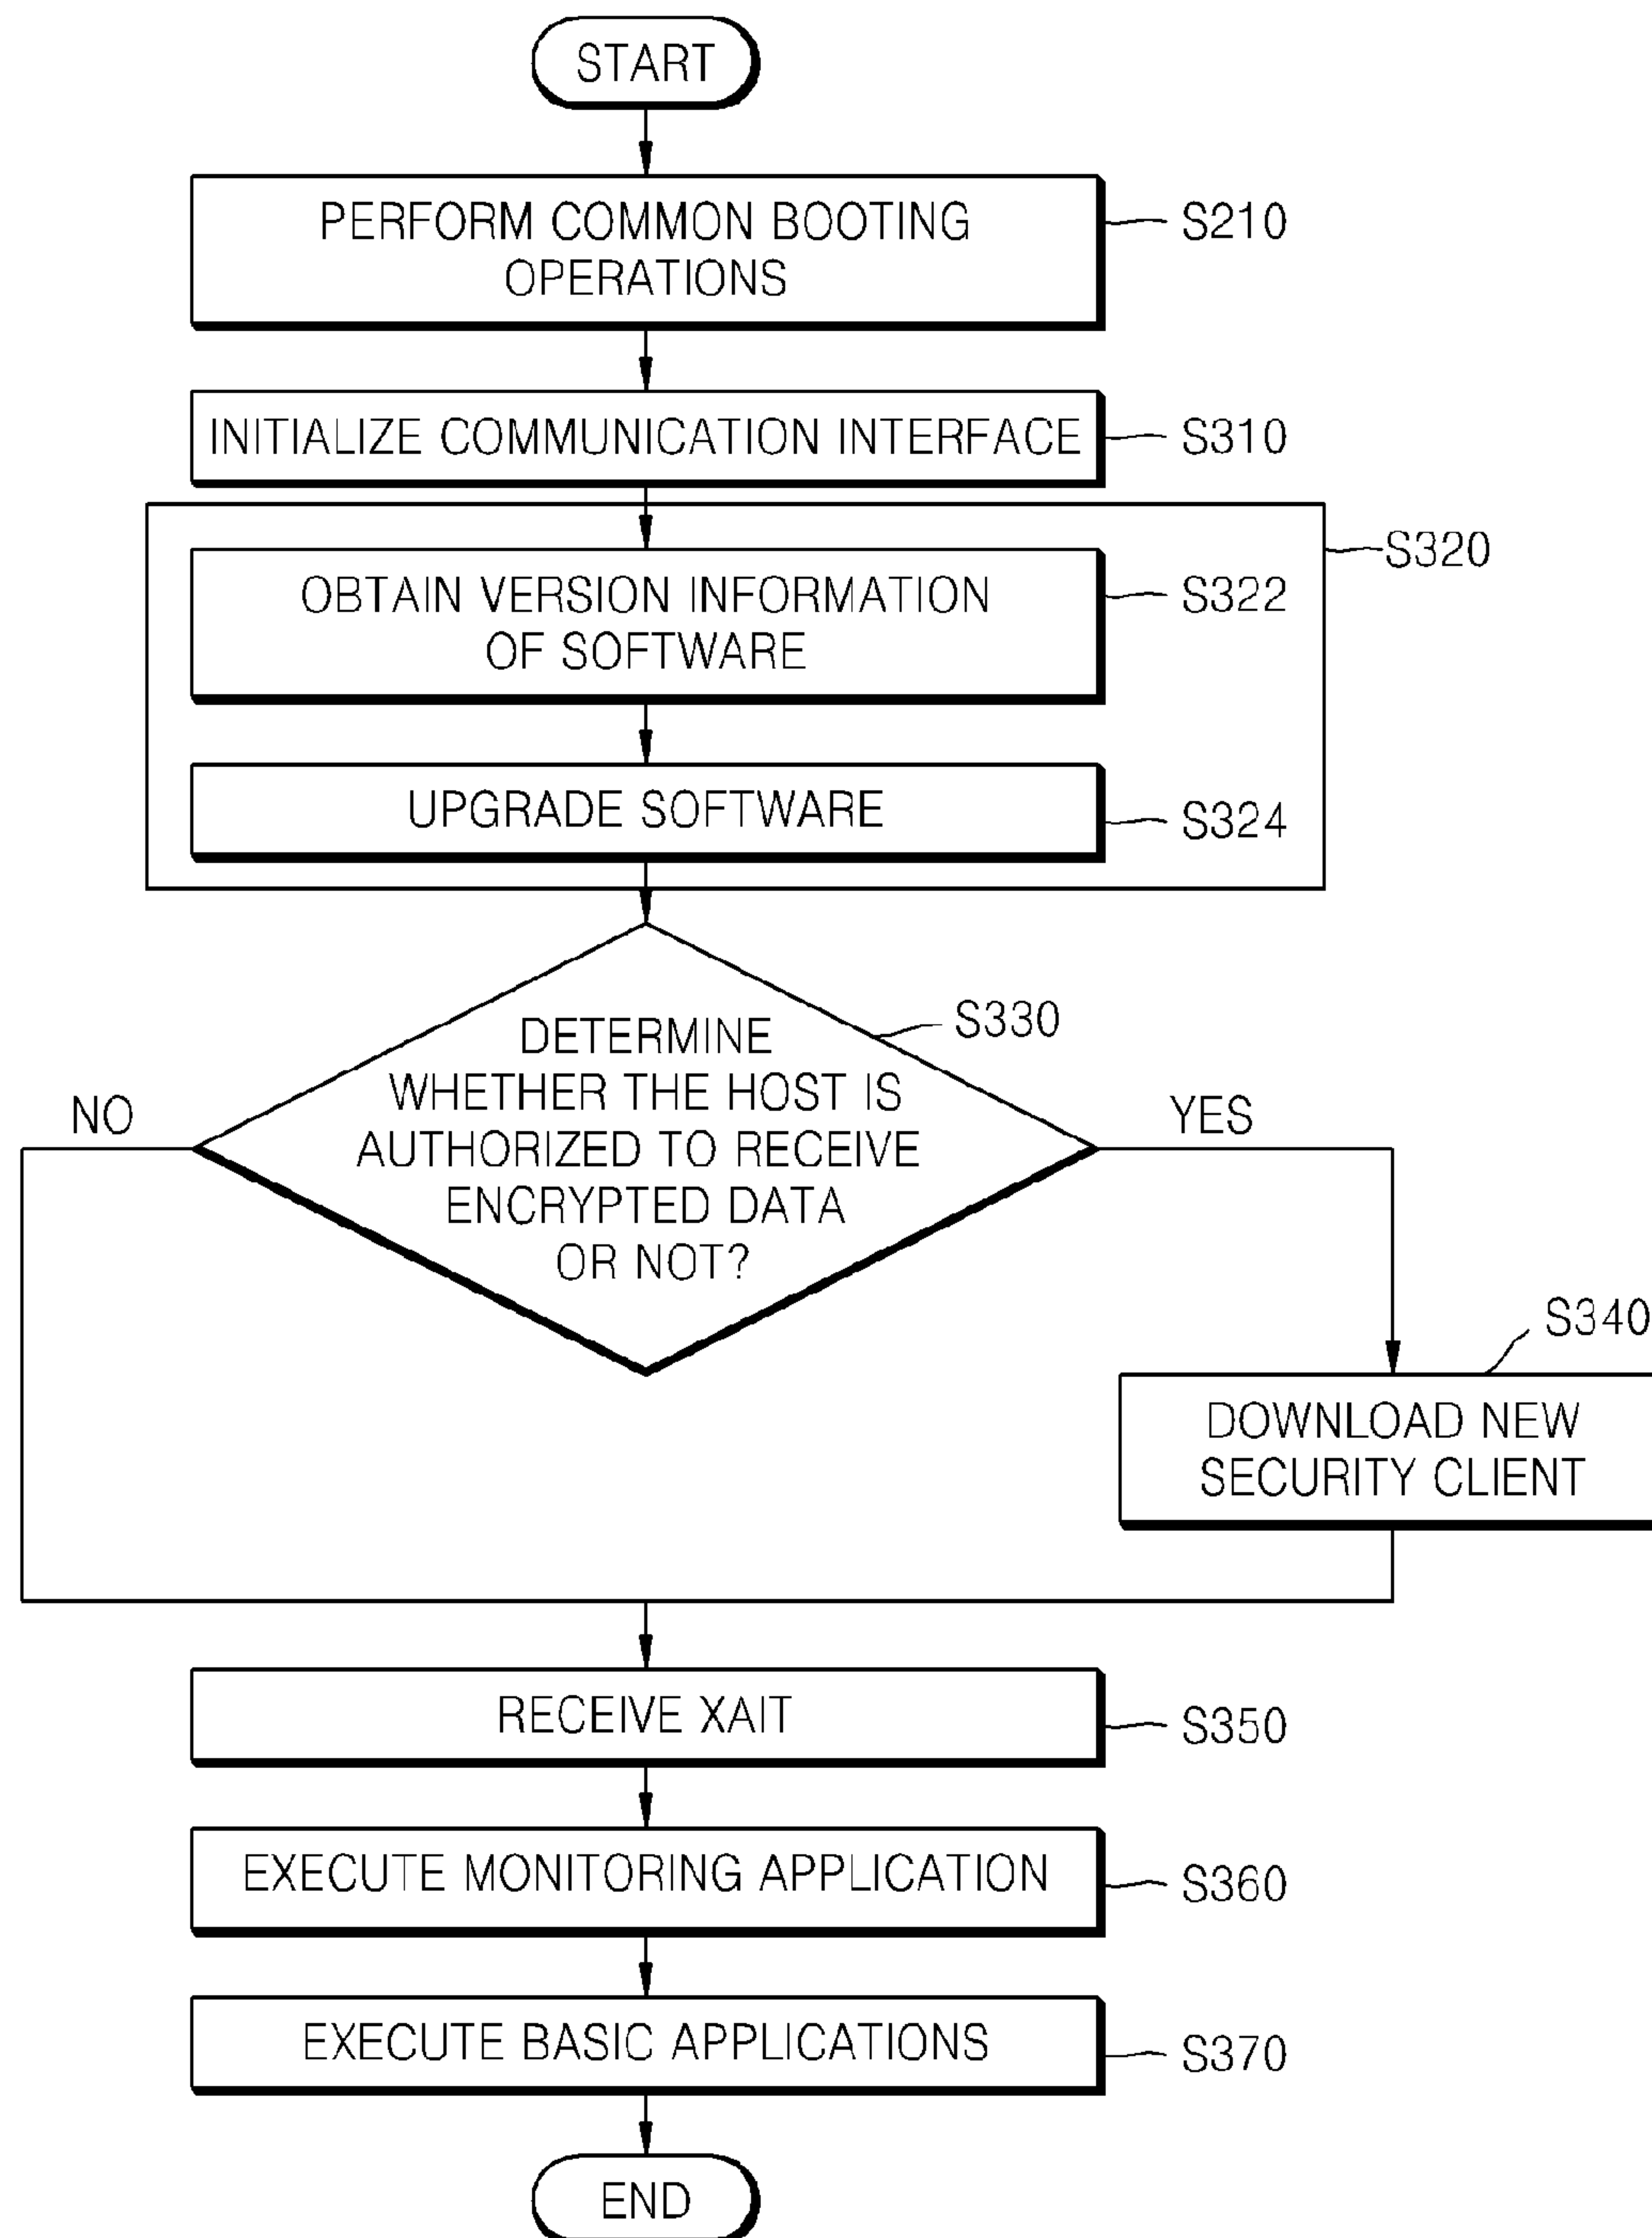 START
PERFORM COMMON BOOTING
OPERATIONS
S210
INITIALIZE COMMUNICATION INTERFACE
S310
S320
OBTAIN VERSION INFORMATION
OF SOFTWARE
S322
UPGRADE SOFTWARE
S324
DETERMINE
WHETHER THE HOST IS
AUTHORIZED TO RECEIVE
ENCRYPTED DATA
OR NOT?
S330
NO
YES
S340
DOWNLOAD NEW
SECURITY CLIENT
RECEIVE XAIT
S350
EXECUTE MONITORING APPLICATION
S360
EXECUTE BASIC APPLICATIONS
S370
END